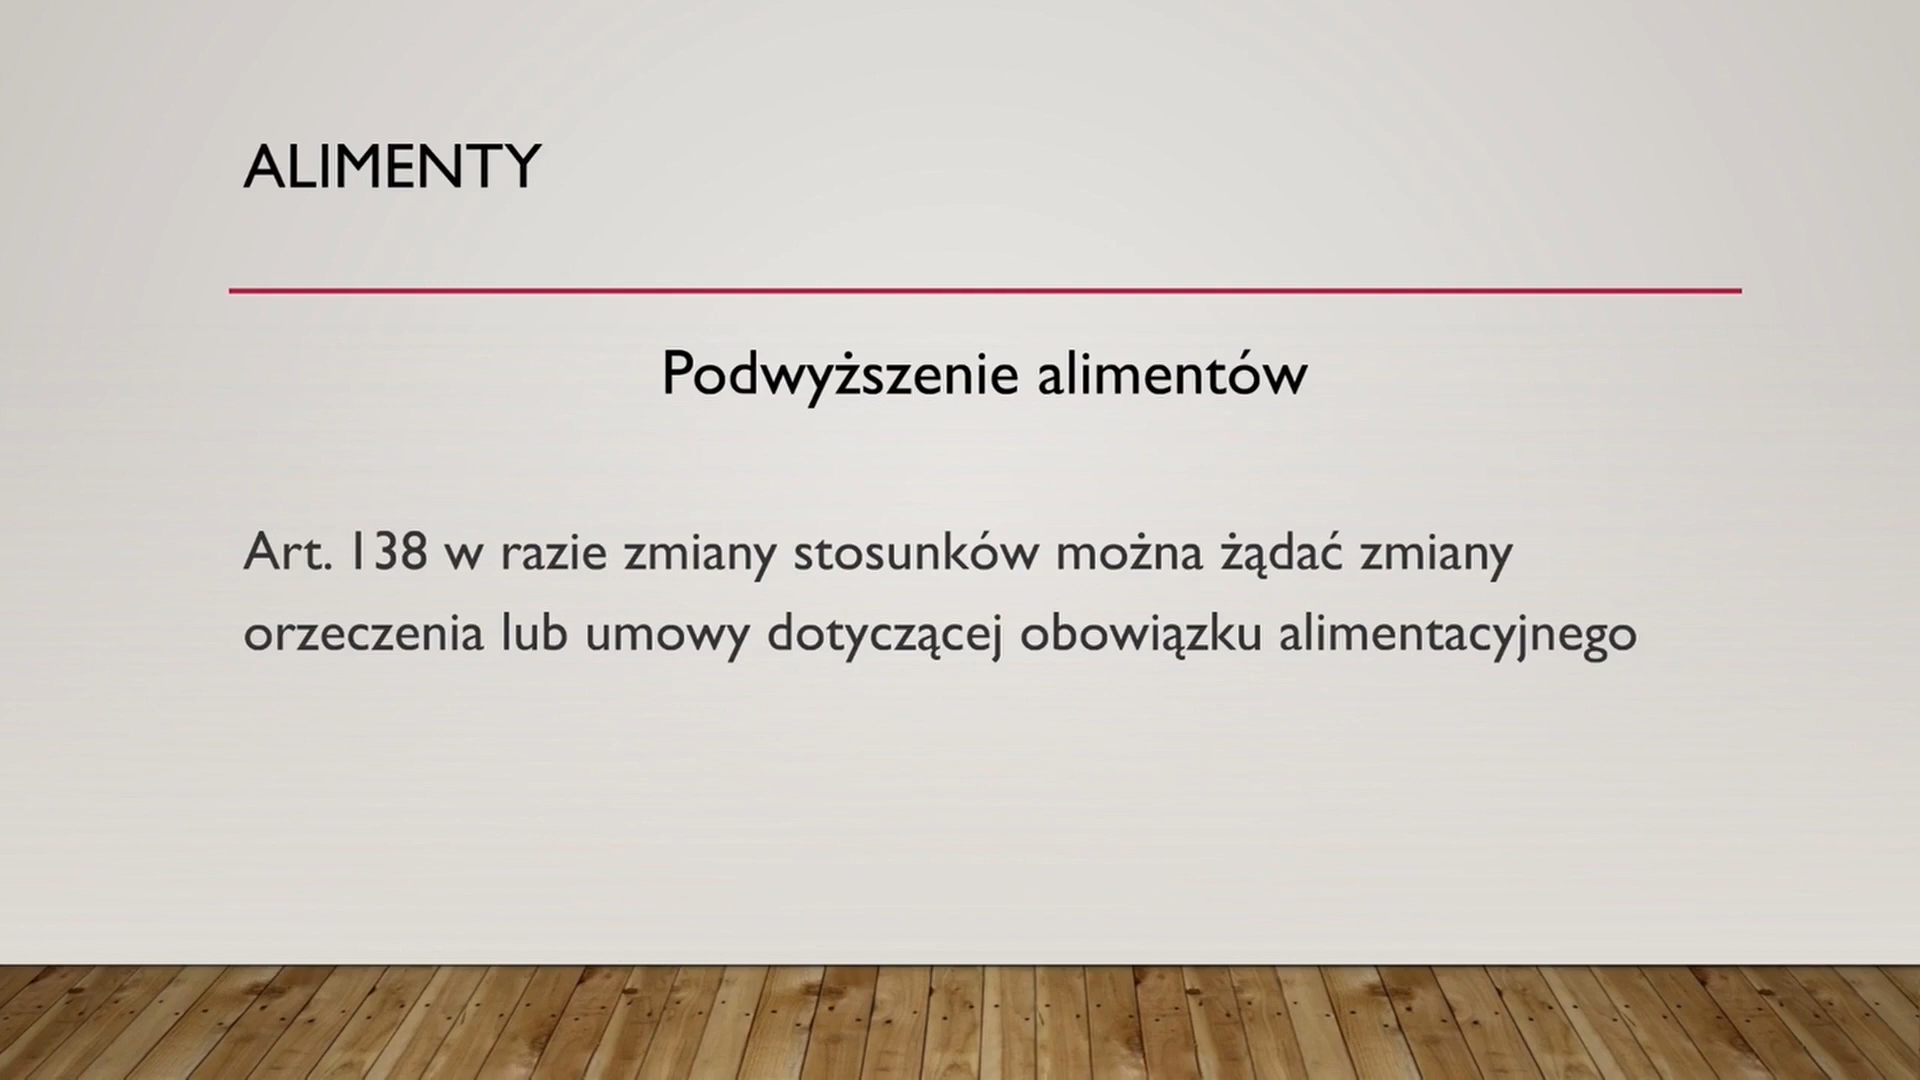 ALIMENTY
Podwyższenie alimentów
Art. 138 w razie zmiany stosunków można żądać zmiany
orzeczenia lub umowy dotyczącej obowiązku alimentacyjnego